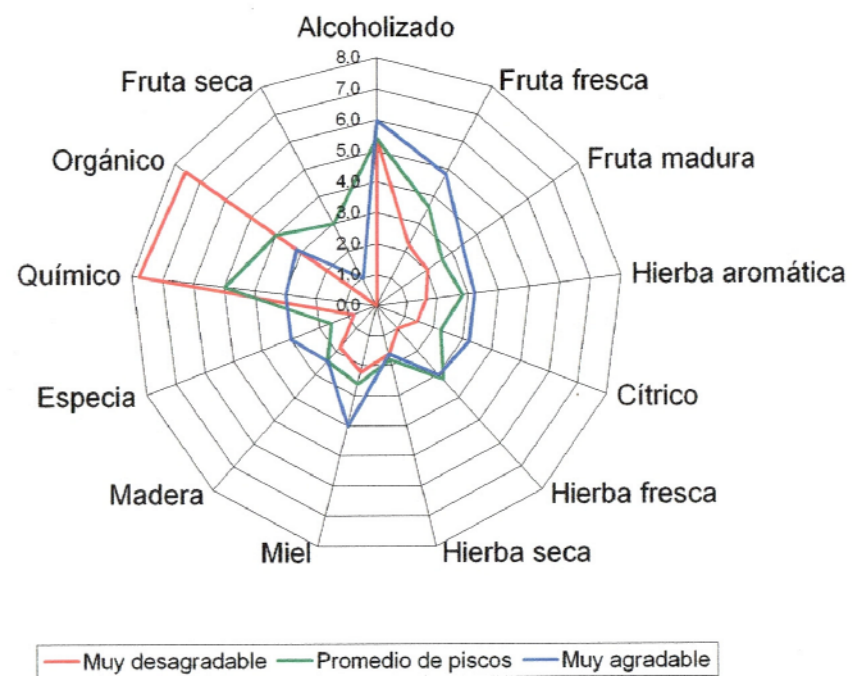 Alcoholizado
8.0
7.0
6.0
5.0
4.0
3.0
2.0
1.0
0.0
Fruta fresca
Fruta madura
Hierba aromática
Cítrico
Hierba fresca
Hierba seca
Miel
Madera
Especia
Químico
Orgánico
Fruta seca
Muy desagradable Promedio de piscos Muy agradable